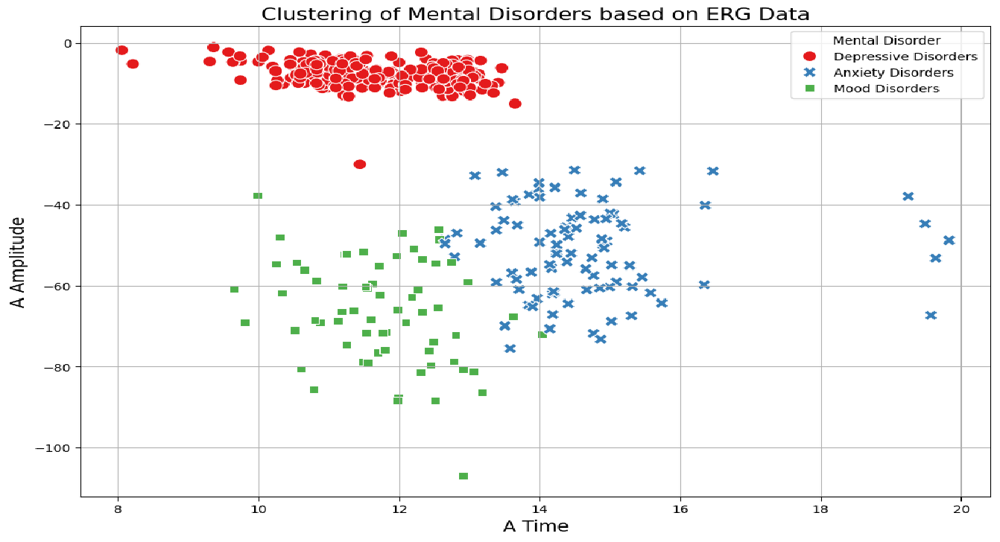 Clustering of Mental Disorders based on ERG Data
Mental Disorder
Depressive Disorders
Anxiety Disorders
Mood Disorders
A Amplitude
0
−20
−40
−60
−80
−100
8 10 12 14 16 18 20
A Time